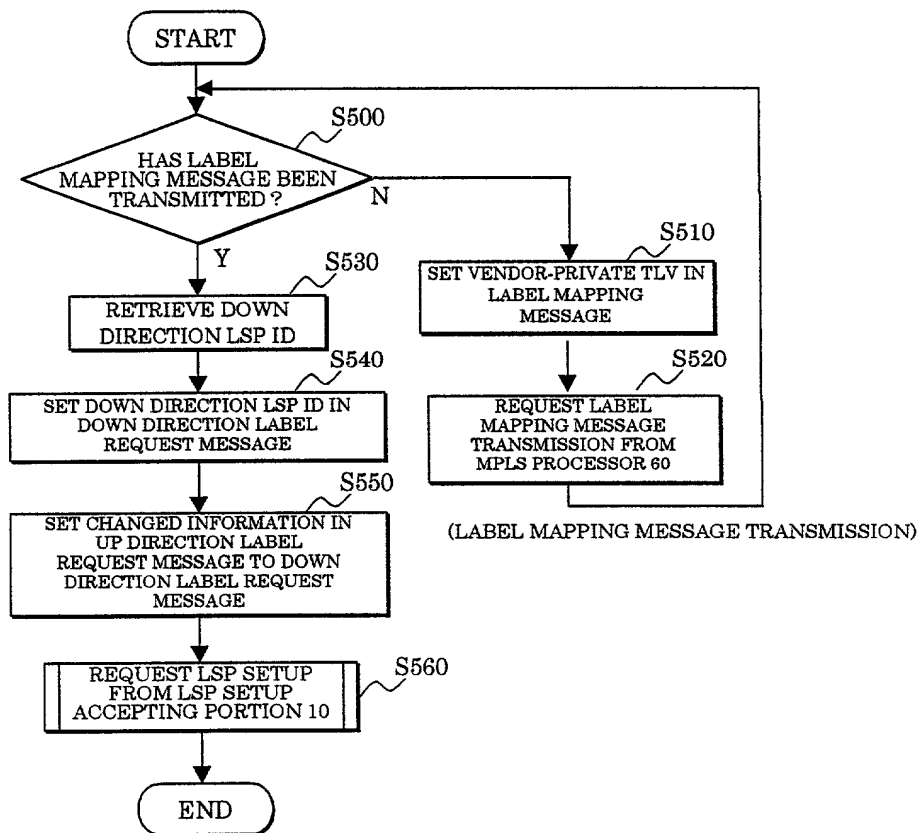 START
S500
HAS LABEL
MAPPING MESSAGE BEEN
TRANSMITTED ?
N
Y
S510
SET VENDOR-PRIVATE TLV IN
LABEL MAPPING
MESSAGE
S520
REQUEST LABEL
MAPPING MESSAGE
TRANSMISSION FROM
MPLS PROCESSOR 60
(LABEL MAPPING MESSAGE TRANSMISSION)
S530
RETRIEVE DOWN
DIRECTION LSP ID
S540
SET DOWN DIRECTION LSP ID IN
DOWN DIRECTION LABEL
REQUEST MESSAGE
S550
SET CHANGED INFORMATION IN
UP DIRECTION LABEL
REQUEST MESSAGE TO DOWN
DIRECTION LABEL REQUEST
MESSAGE
S560
REQUEST LSP SETUP
FROM LSP SETUP
ACCEPTING PORTION 10
END